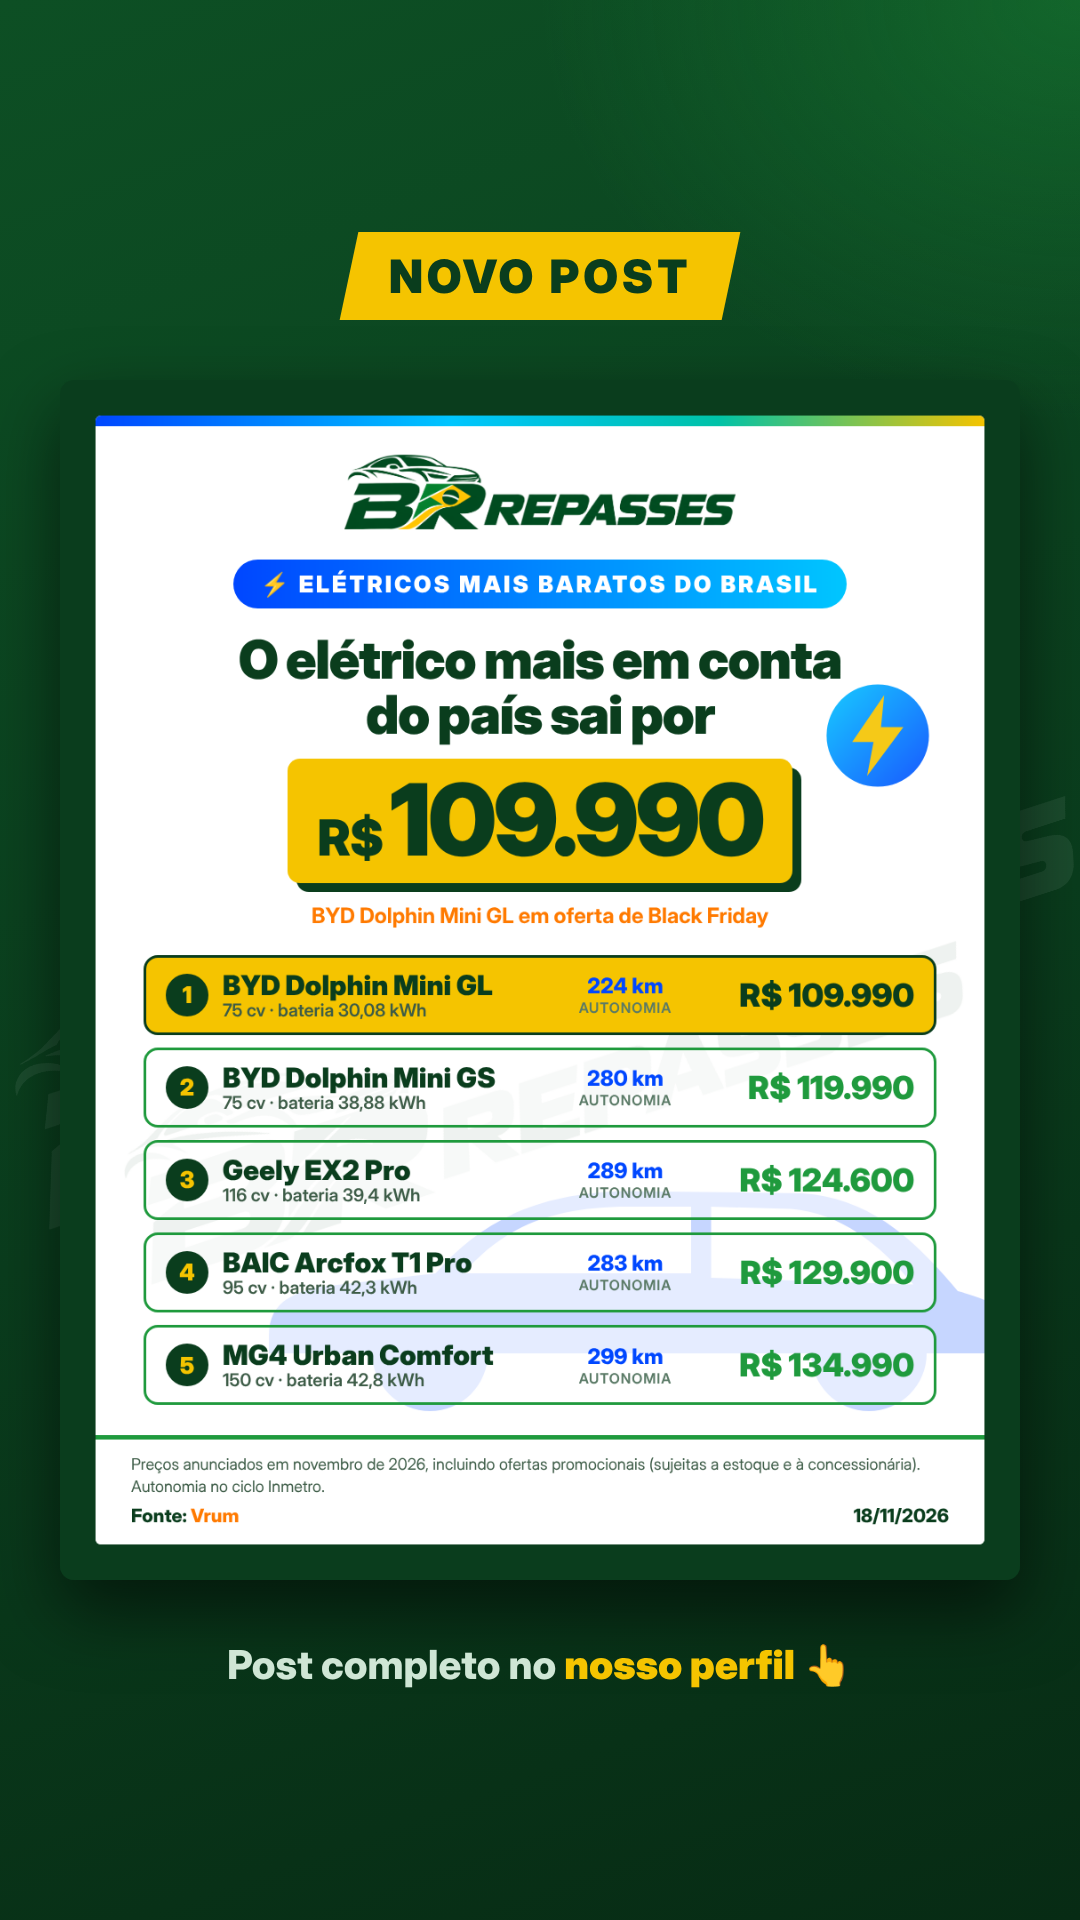 NOVO POST
BR REPASSES
⚡ ELÉTRICOS MAIS BARATOS DO BRASIL
O elétrico mais em conta
do país sai por
R$ 109.990
BYD Dolphin Mini GL em oferta de Black Friday
1 BYD Dolphin Mini GL 224 km R$ 109.990
75 cv · bateria 30,08 kWh AUTONOMIA
2 BYD Dolphin Mini GS 280 km R$ 119.990
75 cv · bateria 38,88 kWh AUTONOMIA
3 Geely EX2 Pro 289 km R$ 124.600
116 cv · bateria 39,4 kWh AUTONOMIA
4 BAIC Arcfox T1 Pro 283 km R$ 129.900
95 cv · bateria 42,3 kWh AUTONOMIA
5 MG4 Urban Comfort 299 km R$ 134.990
150 cv · bateria 42,8 kWh AUTONOMIA
Preços anunciados em novembro de 2026, incluindo ofertas promocionais (sujeitas a estoque e à concessionária).
Autonomia no ciclo Inmetro.
Fonte: Vrum 18/11/2026
Post completo no nosso perfil 👆